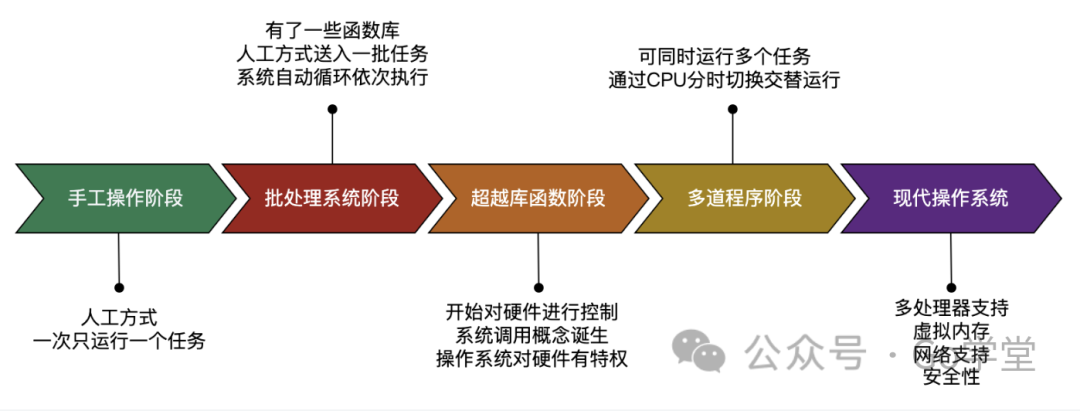 有了一些函数库
人工方式送入一批任务
系统自动循环依次执行
可同时运行多个任务
通过CPU分时切换交替运行
手工操作阶段
批处理系统阶段
超越库函数阶段
多道程序阶段
现代操作系统
人工方式
一次只运行一个任务
开始对硬件进行控制
系统调用概念诞生
操作系统对硬件有特权
多处理器支持
虚拟内存
网络支持
安全性
公众号 · Go学堂